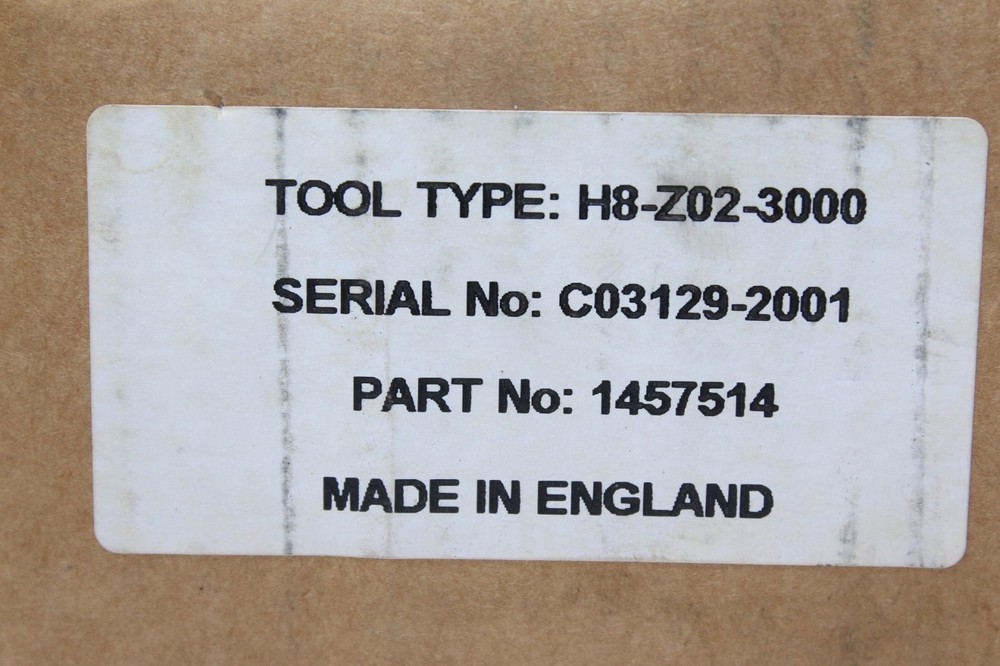 TOOL TYPE: H8-Z02-3000
SERIAL No: C03129-2001
PART No: 1457514
MADE IN ENGLAND